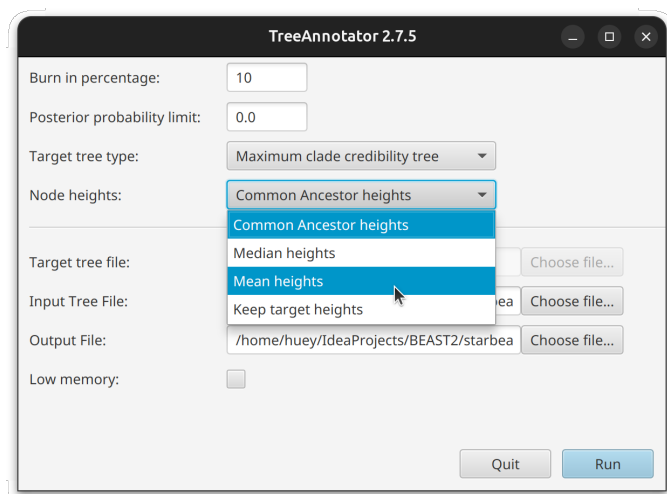 TreeAnnotator 2.7.5
Burn in percentage: 10
Posterior probability limit: 0.0
Target tree type: Maximum clade credibility tree
Node heights: Common Ancestor heights
Common Ancestor heights
Median heights
Target tree file: Choose file...
Mean heights
Input Tree File: Choose file...
Keep target heights
Output File: /home/huey/IdeaProjects/BEAST2/starbea Choose file...
Low memory:
Quit Run